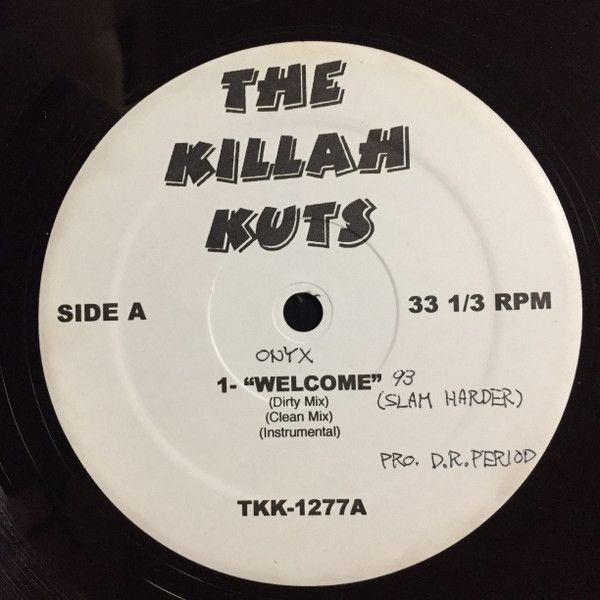 THE
KILLAH
KUTS
SIDE A
33 1/3 RPM
ONYX
1- “WELCOME” 93
(Dirty Mix)
(SLAM HARDER)
(Clean Mix)
(Instrumental)
PRO. D.R. PERIOD
TKK-1277A